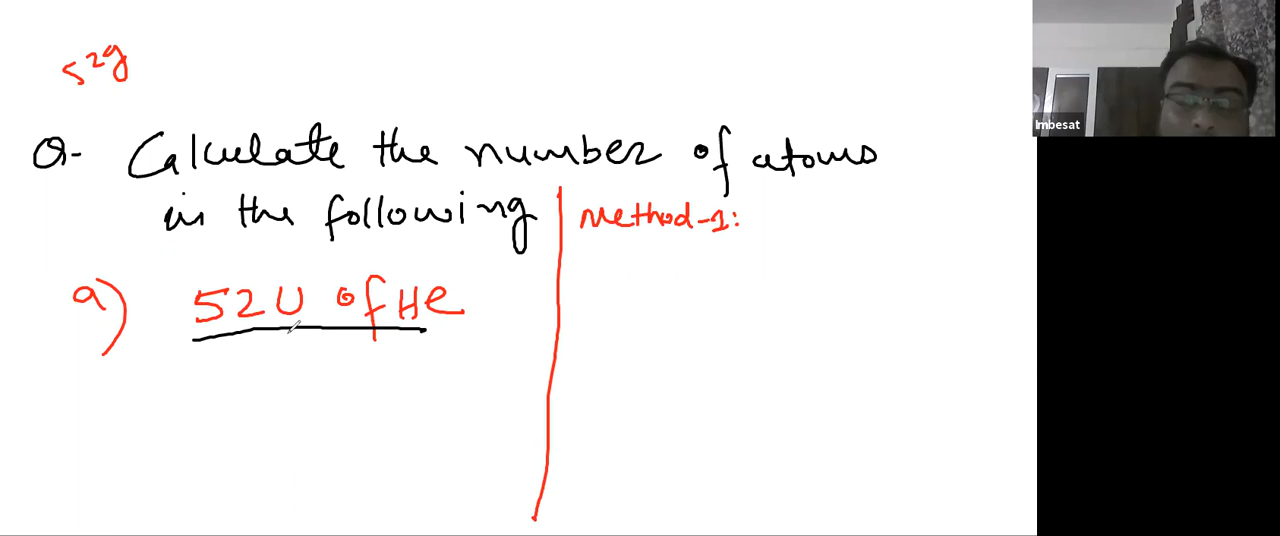 52g
Q- Calculate the number of atoms
in the following
Method-1:
a) 52U of He
Imbesat